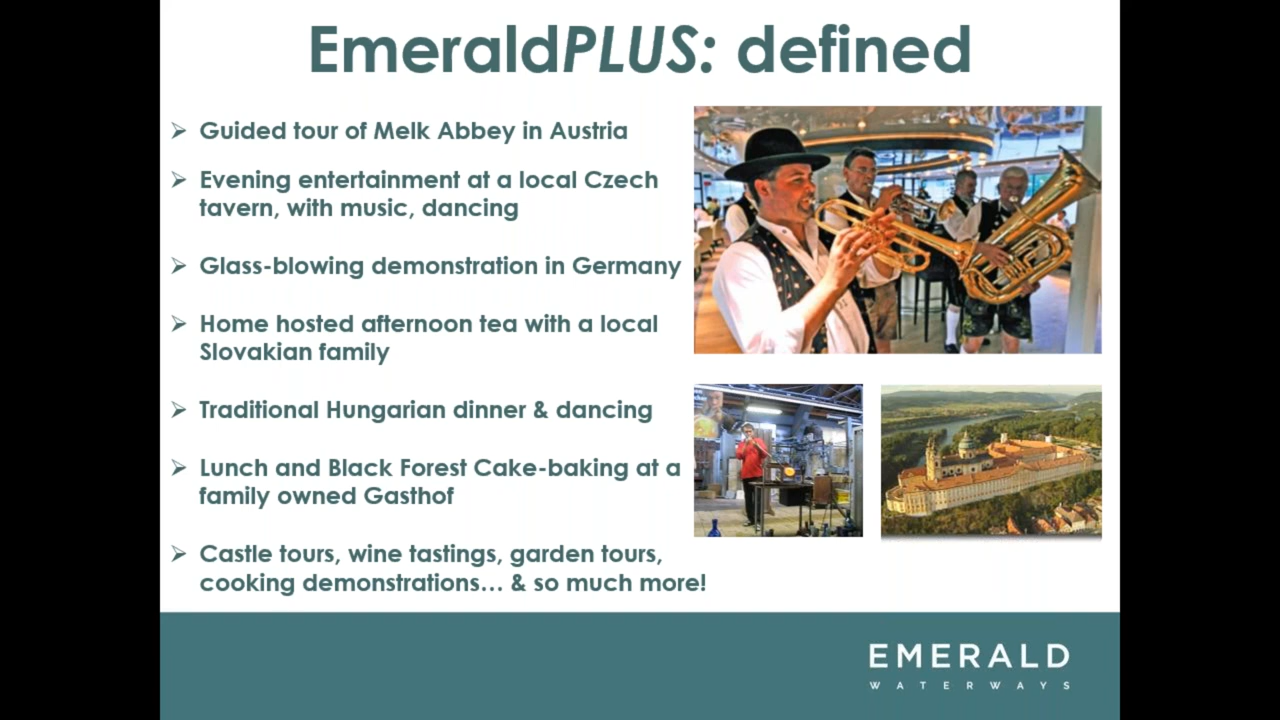 EmeraldPLUS: defined
➢ Guided tour of Melk Abbey in Austria
➢ Evening entertainment at a local Czech
tavern, with music, dancing
➢ Glass-blowing demonstration in Germany
➢ Home hosted afternoon tea with a local
Slovakian family
➢ Traditional Hungarian dinner & dancing
➢ Lunch and Black Forest Cake-baking at a
family owned Gasthof
➢ Castle tours, wine tastings, garden tours,
cooking demonstrations… & so much more!
EMERALD
WATERWAYS